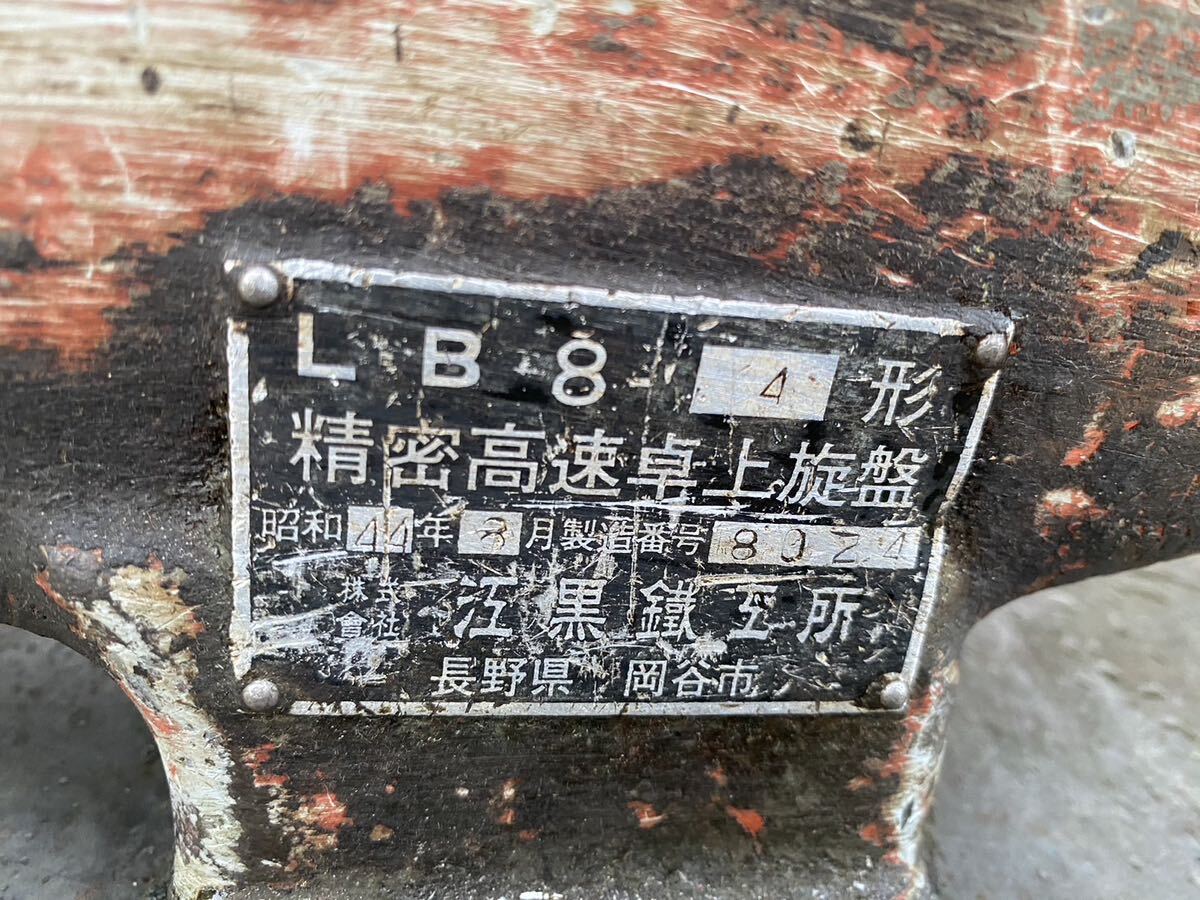 LB8 4 形
精密高速卓上旋盤
昭和44年3月製造番号8024
株式會社 江黒鐵工所
長野県 岡谷市